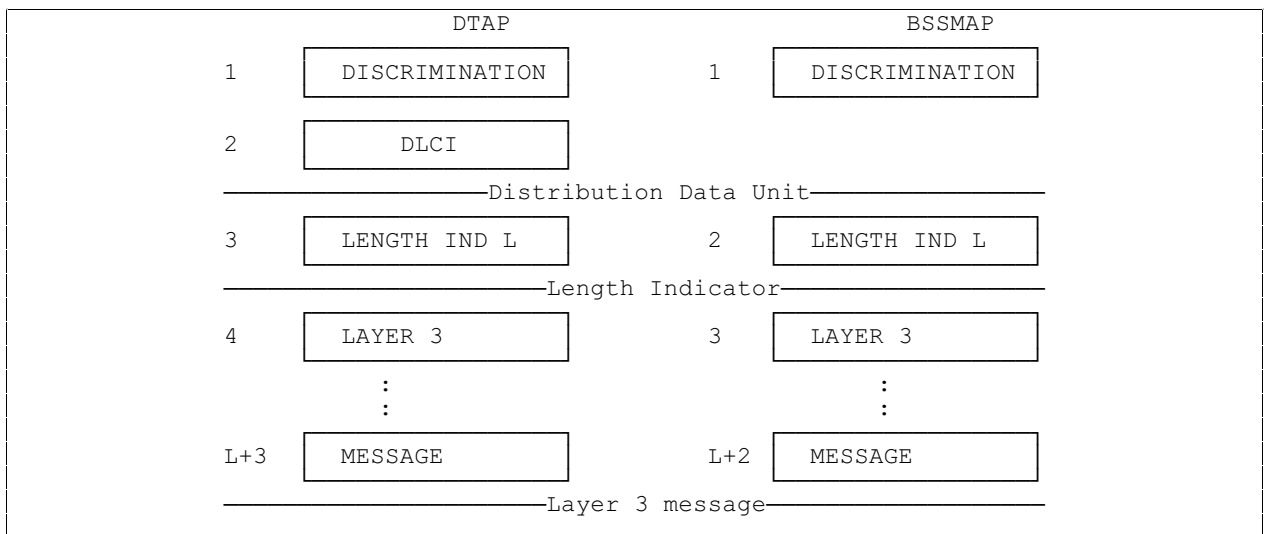 DTAP BSSMAP
1 DISCRIMINATION 1 DISCRIMINATION
2 DLCI
Distribution Data Unit
3 LENGTH IND L 2 LENGTH IND L
Length Indicator
4 LAYER 3 3 LAYER 3
: :
: :
L+3 MESSAGE L+2 MESSAGE
Layer 3 message